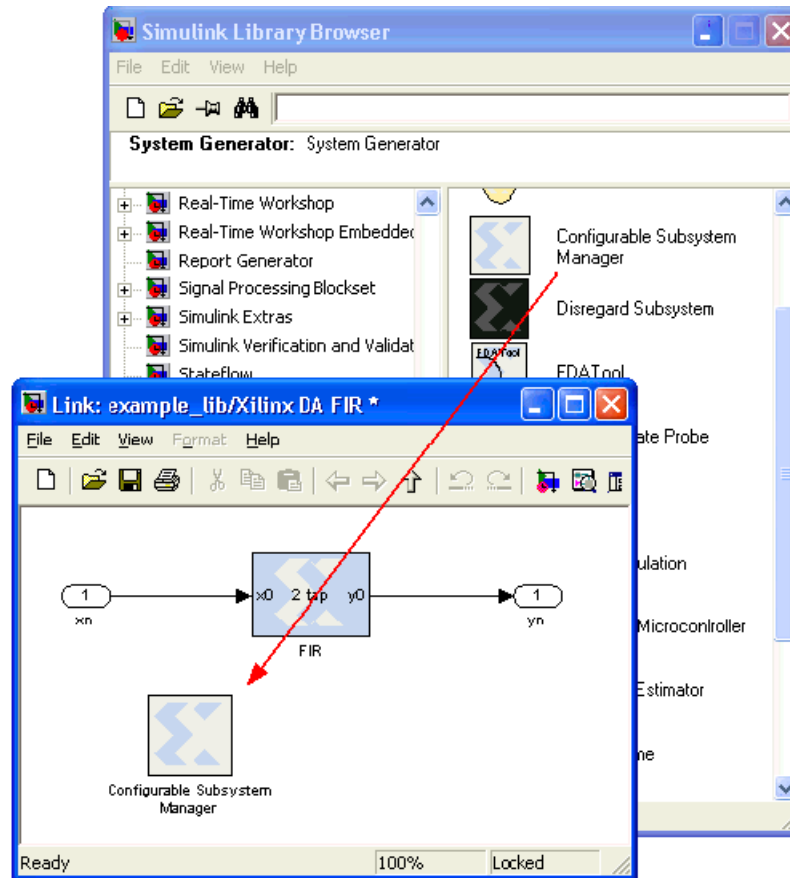 Simulink Library Browser
File Edit View Help
System Generator: System Generator
Real-Time Workshop
Real-Time Workshop Embedded
Report Generator
Signal Processing Blockset
Simulink Extras
Simulink Verification and Validat
Stateflow
Configurable Subsystem
Manager
Disregard Subsystem
FDATool
FDATool
ate Probe
ulation
Microconlroller
Estimator
me
Link: example_lib/Xilinx DA FIR *
File Edit View Format Help
1
xn
x0 2 tap y0
FIR
1
yn
Configurable Subsystem
Manager
Ready 100% Locked